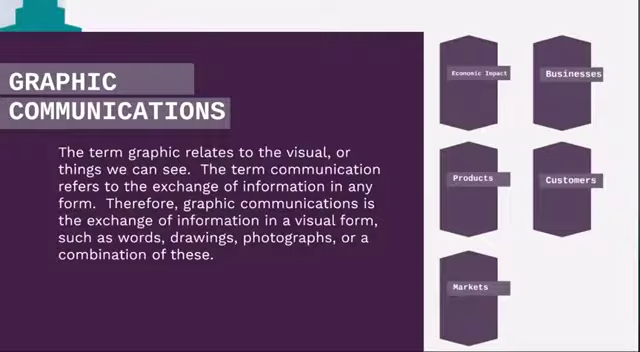 GRAPHIC
COMMUNICATIONS
The term graphic relates to the visual, or
things we can see.  The term communication
refers to the exchange of information in any
form.  Therefore, graphic communications is
the exchange of information in a visual form,
such as words, drawings, photographs, or a
combination of these.
Economic Impact
Businesses
Products
Customers
Markets